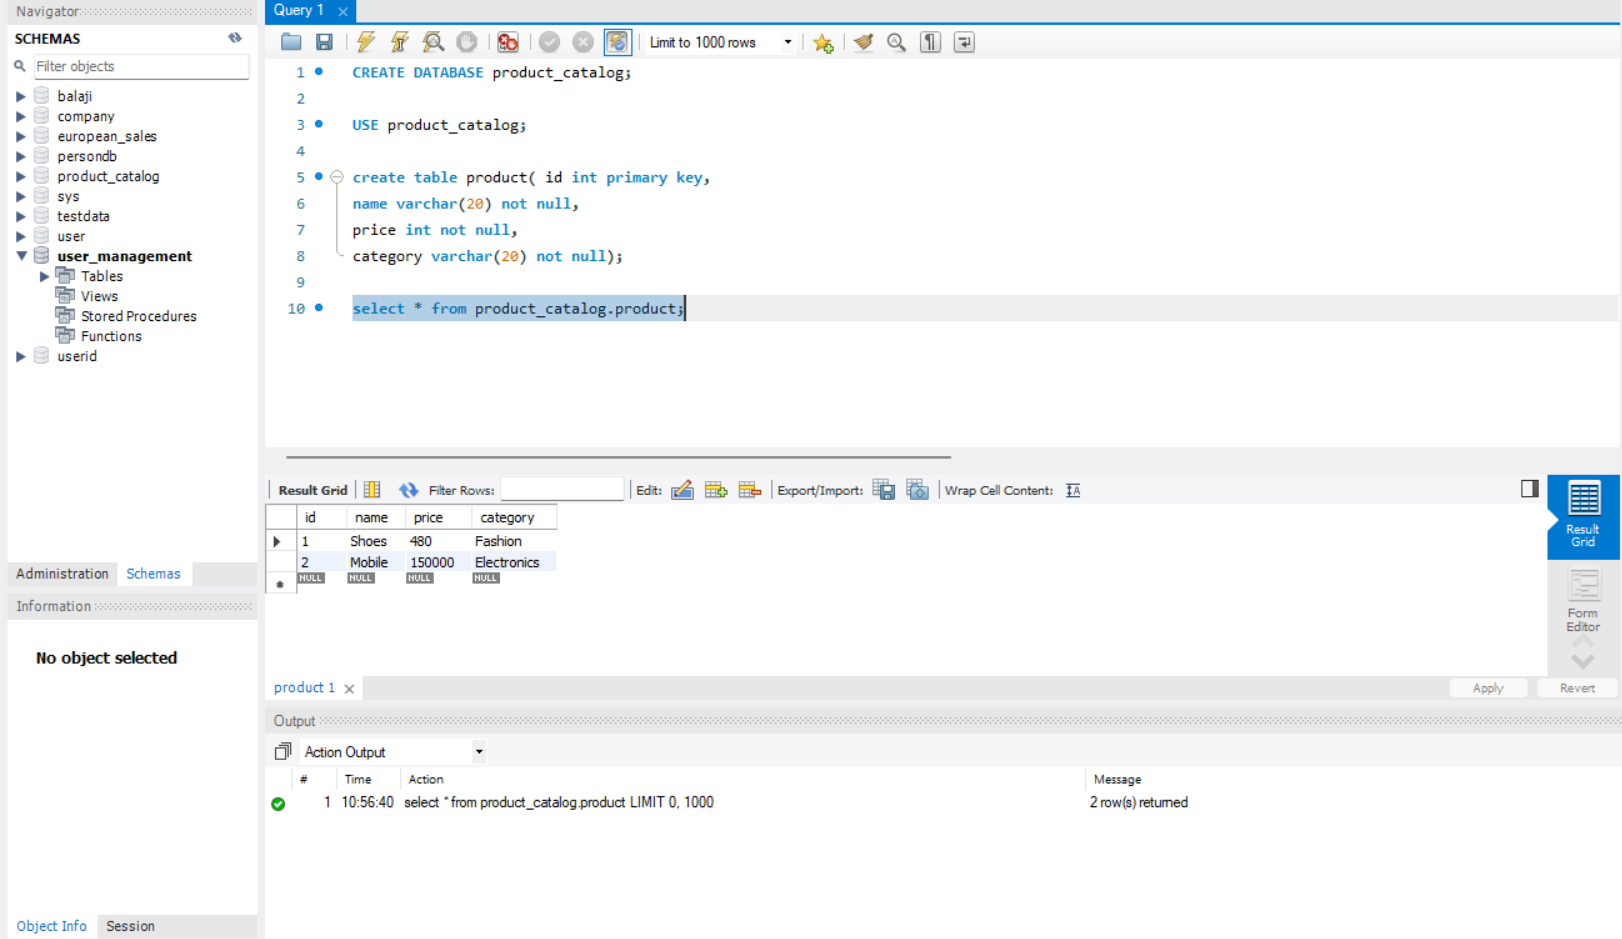 Navigator
SCHEMAS
Filter objects
balaji
company
european_sales
persondb
product_catalog
sys
testdata
user
user_management
Tables
Views
Stored Procedures
Functions
userid
Administration Schemas
Information
No object selected
Object Info Session
Query 1
Limit to 1000 rows
1 CREATE DATABASE product_catalog;
2
3 USE product_catalog;
4
5 create table product( id int primary key,
6 name varchar(20) not null,
7 price int not null,
8 category varchar(20) not null);
9
10 select * from product_catalog.product;
Result Grid Filter Rows: Edit: Export/Import: Wrap Cell Content: IA
id name price category
1 Shoes 480 Fashion
2 Mobile 150000 Electronics
NULL NULL NULL NULL
Result
Grid
Form
Editor
product 1
Apply Revert
Output
Action Output
# Time Action Message
1 10:56:40 select * from product_catalog.product LIMIT 0, 1000 2 row(s) returned